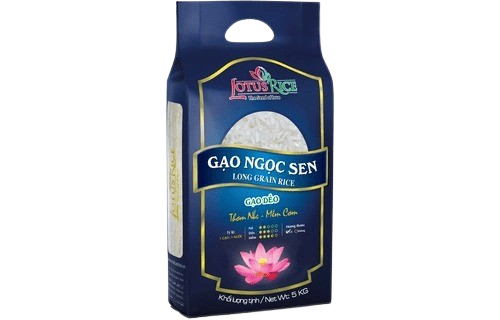 LOTUS RICE
GẠO NGỌC SEN
LONG GRAIN RICE
GẠO DẺO
Thơm Nhẹ - Mềm Cơm
Khối lượng tịnh / Net Wt: 5 KG